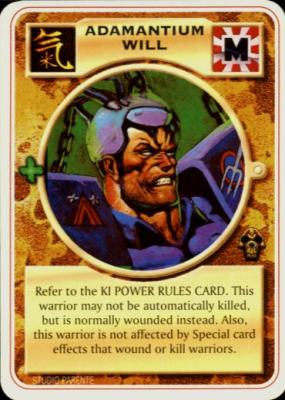 氣
ADAMANTIUM
WILL
M
Refer to the KI POWER RULES CARD. This
warrior may not be automatically killed,
but is normally wounded instead. Also,
this warrior is not affected by Special card
effects that wound or kill warriors.
STUDIO PARENTE